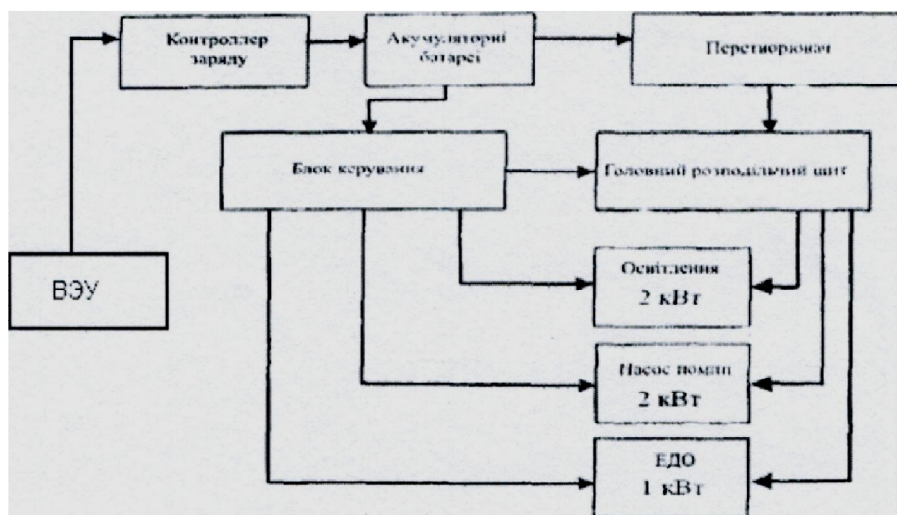 Контроллер
заряду
Акумуляторні
батареї
Перетворювач
Блок керування
Головний розподільчий щит
ВЭУ
Освітлення
2 кВт
Насос помпи
2 кВт
ЕДО
1 кВт